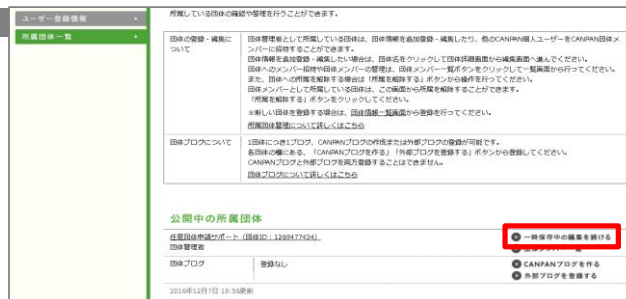 ユーザー登録情報
所属団体一覧
所属している団体の確認や管理を行うことができます。
団体の登録・編集に
ついて
団体管理者として所属している団体は、団体情報を追加登録・編集したり、他のCANPAN個人ユーザーをCANPAN団体メ
ンバーに招待することができます。
団体情報を追加登録・編集したい場合は、団体名をクリックして団体詳細画面から編集画面へ進んでください。
団体へのメンバー招待や団体メンバーの管理は、団体メンバー一覧ボタンをクリックして一覧画面から行ってください。
また、団体への所属を解除する場合は「所属を解除する」ボタンから操作を行ってください。
団体メンバーとして所属している団体は、この画面から所属を解除することができます。
「所属を解除する」ボタンをクリックしてください。
※新しい団体を登録する場合は、団体情報一覧画面から登録を行ってください。
所属団体管理について詳しくはこちら
団体ブログについて
1団体につき1ブログ、CANPANブログの作成または外部ブログの登録が可能です。
各団体の欄にある、「CANPANブログを作る」「外部ブログを登録する」ボタンから登録してください。
CANPANブログと外部ブログを両方登録することはできません。
団体ブログについて詳しくはこちら
公開中の所属団体
任意団体申請サポート（団体ID：1269477434）
団体管理者
一時保存中の編集を続ける
団体メンバー一覧
団体ブログ
登録なし
CANPANブログを作る
外部ブログを登録する
2016年12月7日 18:56更新